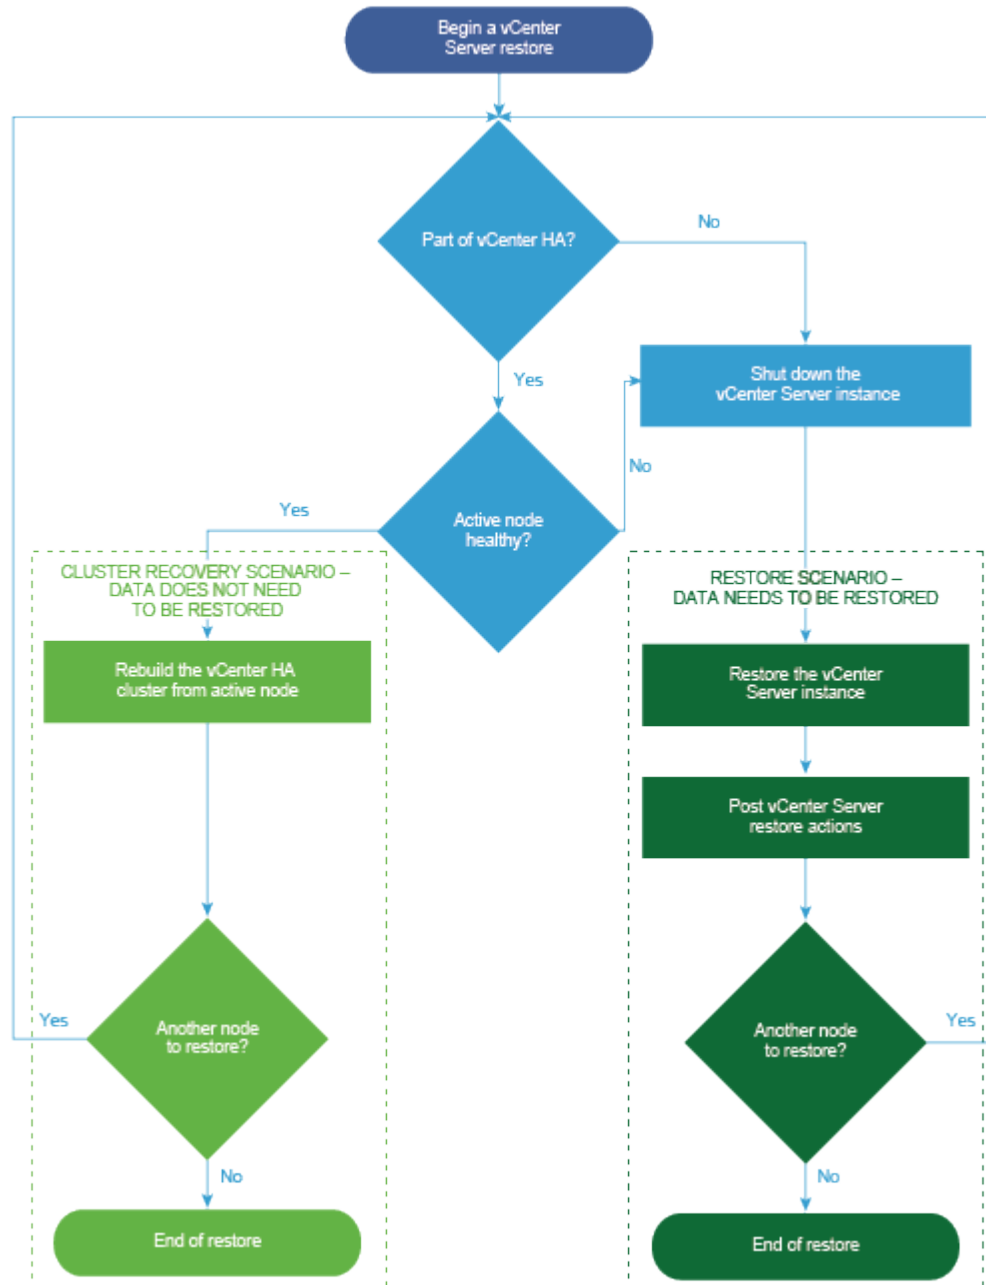 Begin a vCenter
Server restore
Part of vCenter HA?
No
Yes
Shut down the
vCenter Server instance
No
Yes
Active node
healthy?
CLUSTER RECOVERY SCENARIO –
DATA DOES NOT NEED
TO BE RESTORED
RESTORE SCENARIO –
DATA NEEDS TO BE RESTORED
Rebuild the vCenter HA
cluster from active node
Restore the vCenter
Server instance
Post vCenter Server
restore actions
Yes
Another node
to restore?
Another node
to restore?
Yes
No
No
End of restore
End of restore